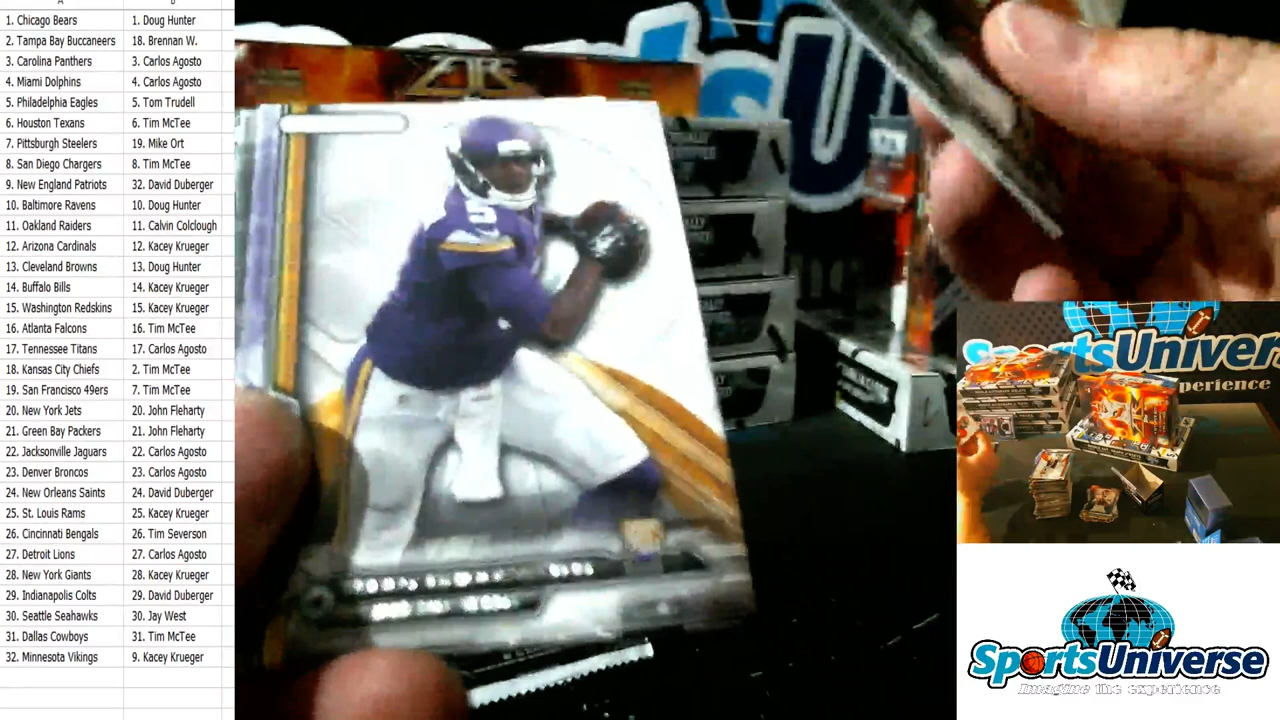 A B
1. Chicago Bears 1. Doug Hunter
2. Tampa Bay Buccaneers 18. Brennan W.
3. Carolina Panthers 3. Carlos Agosto
4. Miami Dolphins 4. Carlos Agosto
5. Philadelphia Eagles 5. Tom Trudell
6. Houston Texans 6. Tim McTee
7. Pittsburgh Steelers 19. Mike Ort
8. San Diego Chargers 8. Tim McTee
9. New England Patriots 32. David Duberger
10. Baltimore Ravens 10. Doug Hunter
11. Oakland Raiders 11. Calvin Colclough
12. Arizona Cardinals 12. Kacey Krueger
13. Cleveland Browns 13. Doug Hunter
14. Buffalo Bills 14. Kacey Krueger
15. Washington Redskins 15. Kacey Krueger
16. Atlanta Falcons 16. Tim McTee
17. Tennessee Titans 17. Carlos Agosto
18. Kansas City Chiefs 2. Tim McTee
19. San Francisco 49ers 7. Tim McTee
20. New York Jets 20. John Fleharty
21. Green Bay Packers 21. John Fleharty
22. Jacksonville Jaguars 22. Carlos Agosto
23. Denver Broncos 23. Carlos Agosto
24. New Orleans Saints 24. David Duberger
25. St. Louis Rams 25. Kacey Krueger
26. Cincinnati Bengals 26. Tim Severson
27. Detroit Lions 27. Carlos Agosto
28. New York Giants 28. Kacey Krueger
29. Indianapolis Colts 29. David Duberger
30. Seattle Seahawks 30. Jay West
31. Dallas Cowboys 31. Tim McTee
32. Minnesota Vikings 9. Kacey Krueger
FIRE
5
SU
rtsUniver
perience
SportsUniverse
Imagine the experience